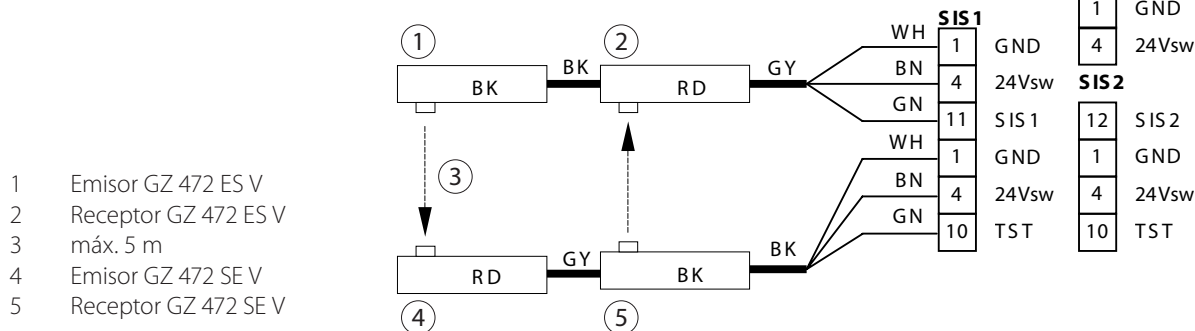 1 GND
SIS1
1 2 WH 1 GND 4 24Vsw
BK GY BN 4 24Vsw SIS2
BK RD GN 11 SIS1 12 SIS2
WH 1 GND 1 GND
3 BN 4 24Vsw 4 24Vsw
GN 10 TST 10 TST
GY BK
RD BK
4 5
1 Emisor GZ 472 ES V
2 Receptor GZ 472 ES V
3 máx. 5 m
4 Emisor GZ 472 SE V
5 Receptor GZ 472 SE V